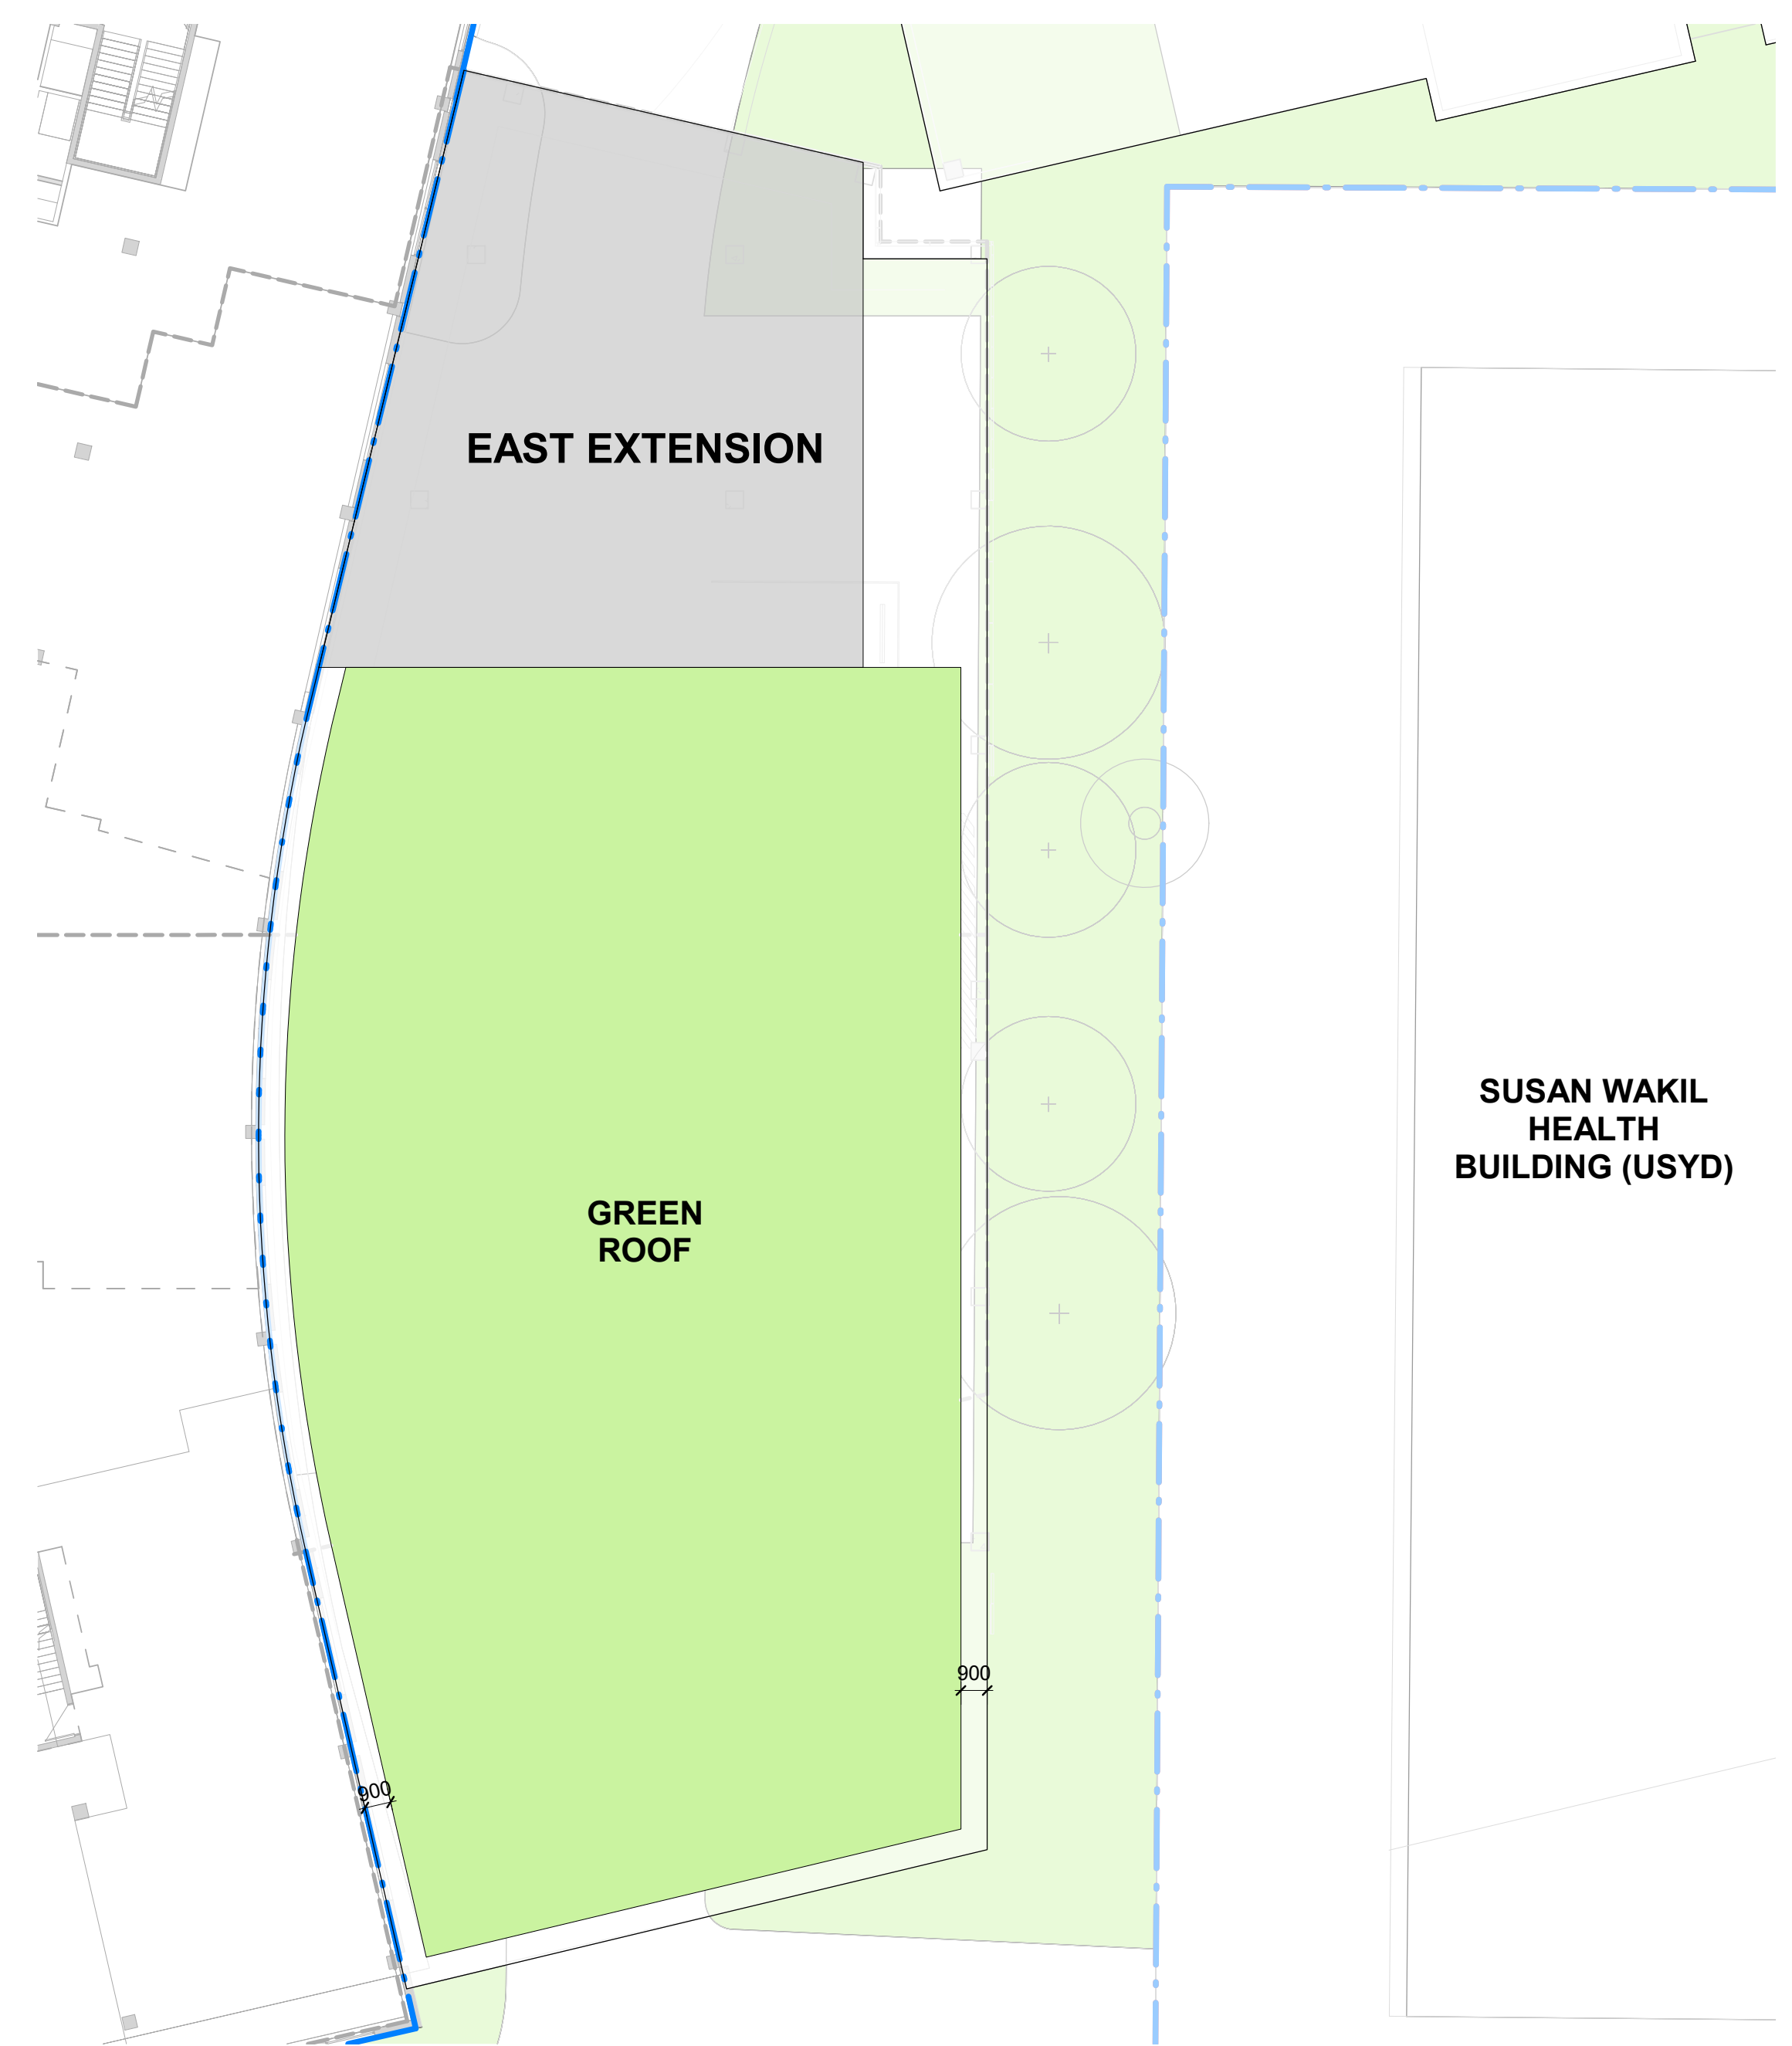 EAST EXTENSION
SUSAN WAKIL
HEALTH
BUILDING (USYD)
GREEN
ROOF
900
900